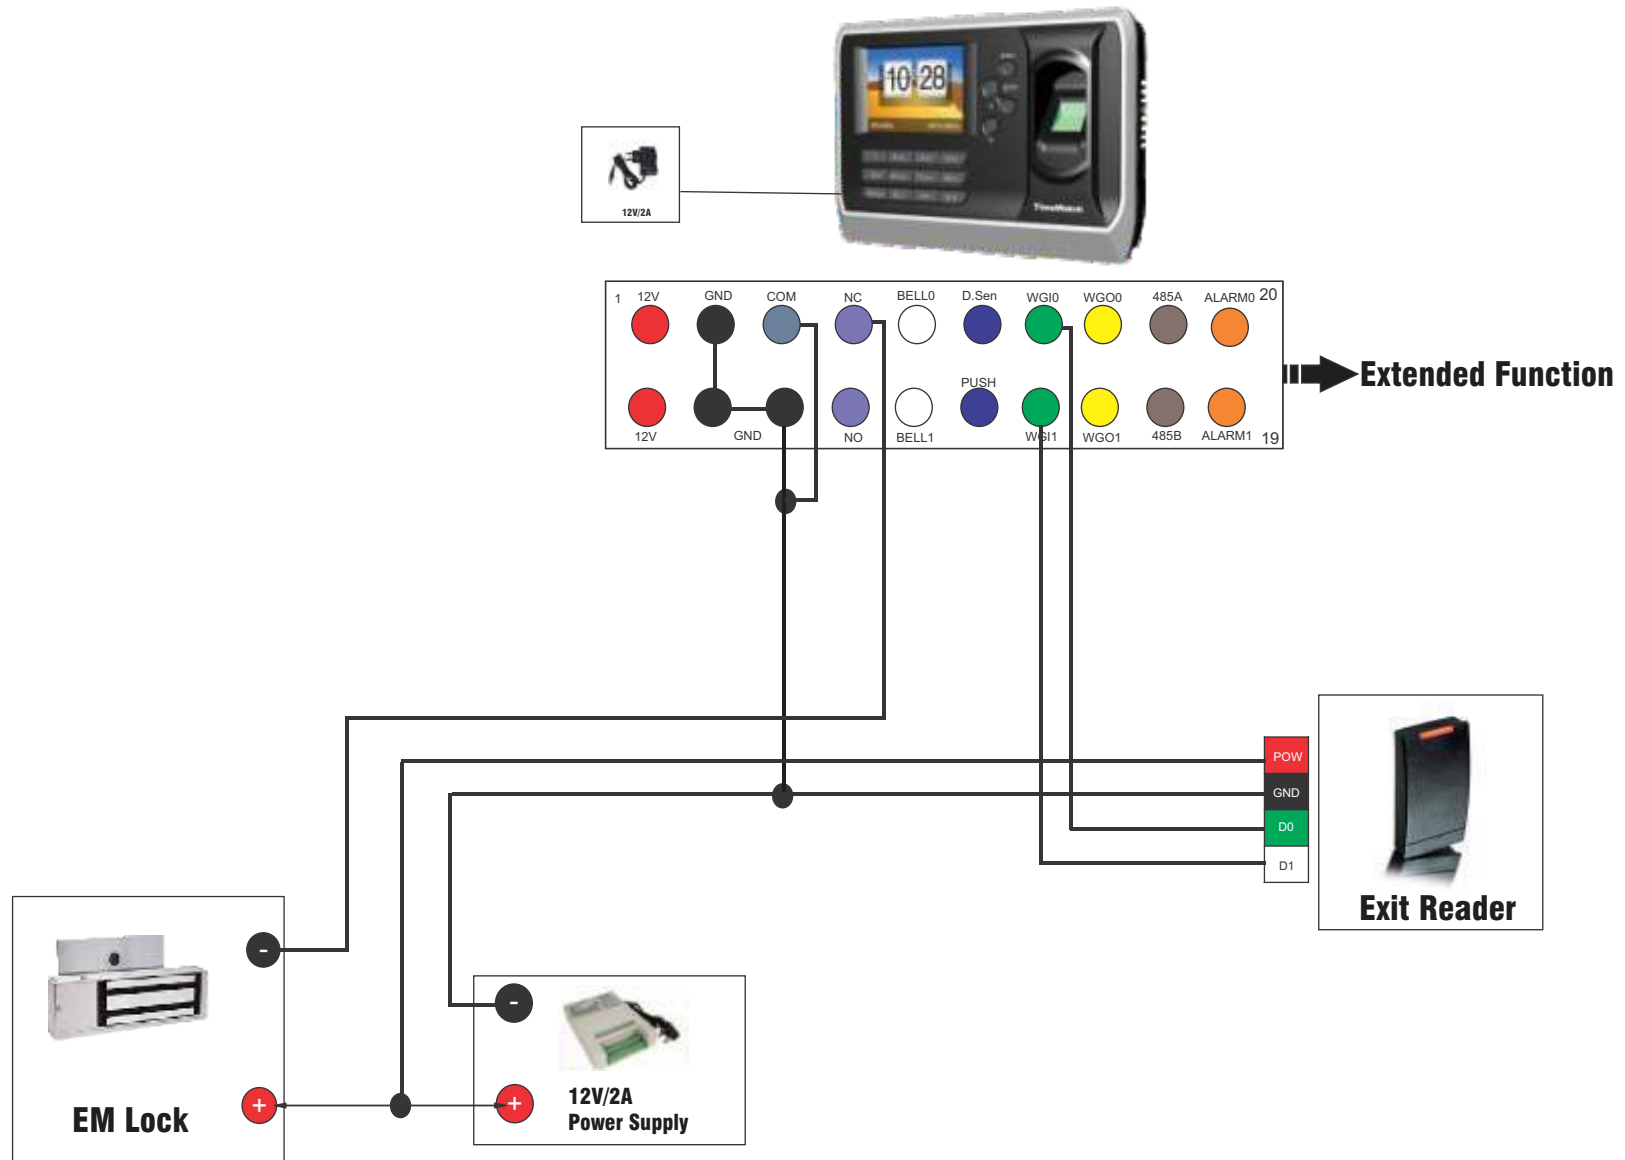 10:28
TimeWatch
12V/2A
1 12V GND COM NC BELL0 D.Sen WGI0 WGO0 485A ALARM0 20
PUSH
12V GND NO BELL1 WGI1 WGO1 485B ALARM1 19
Extended Function
POW
GND
D0
D1
Exit Reader
-
+
EM Lock
-
+
12V/2A
Power Supply